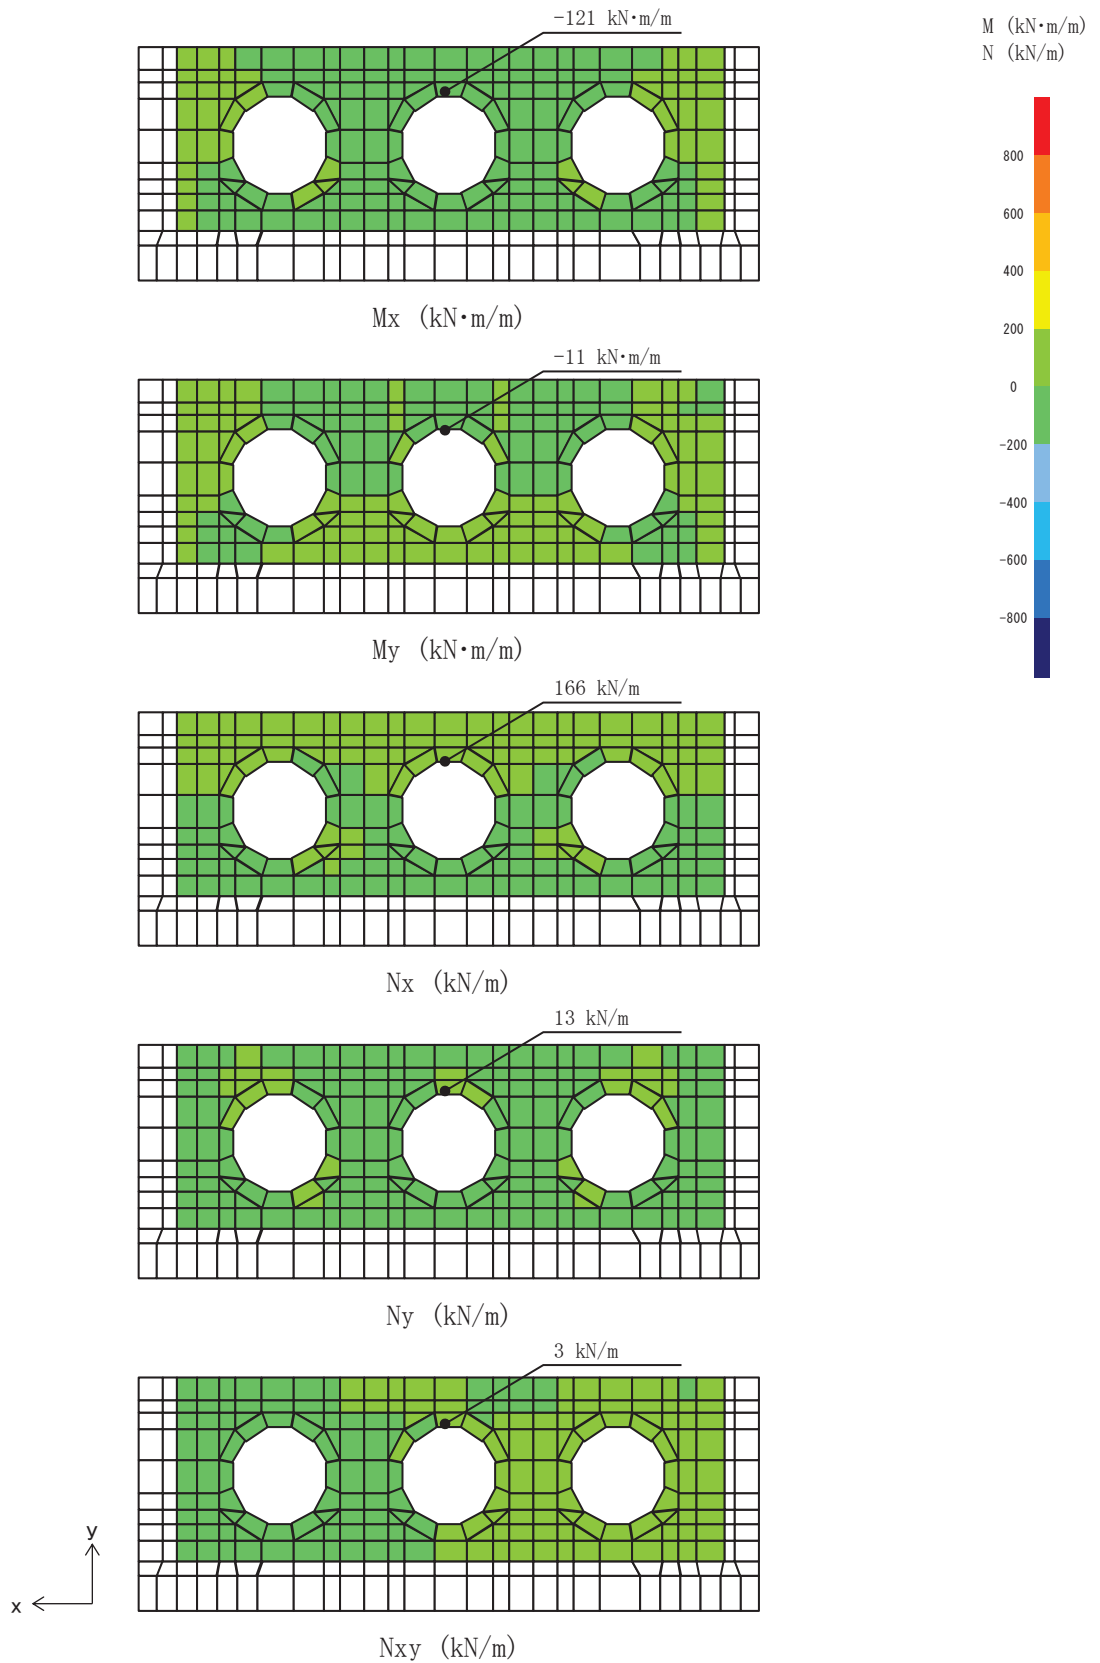 -121 kN·m/m
M (kN·m/m)
N (kN/m)
800
600
400
200
0
-200
-400
-600
-800
Mx (kN·m/m)
-11 kN·m/m
My (kN·m/m)
166 kN/m
Nx (kN/m)
13 kN/m
Ny (kN/m)
3 kN/m
y
x
Nxy (kN/m)